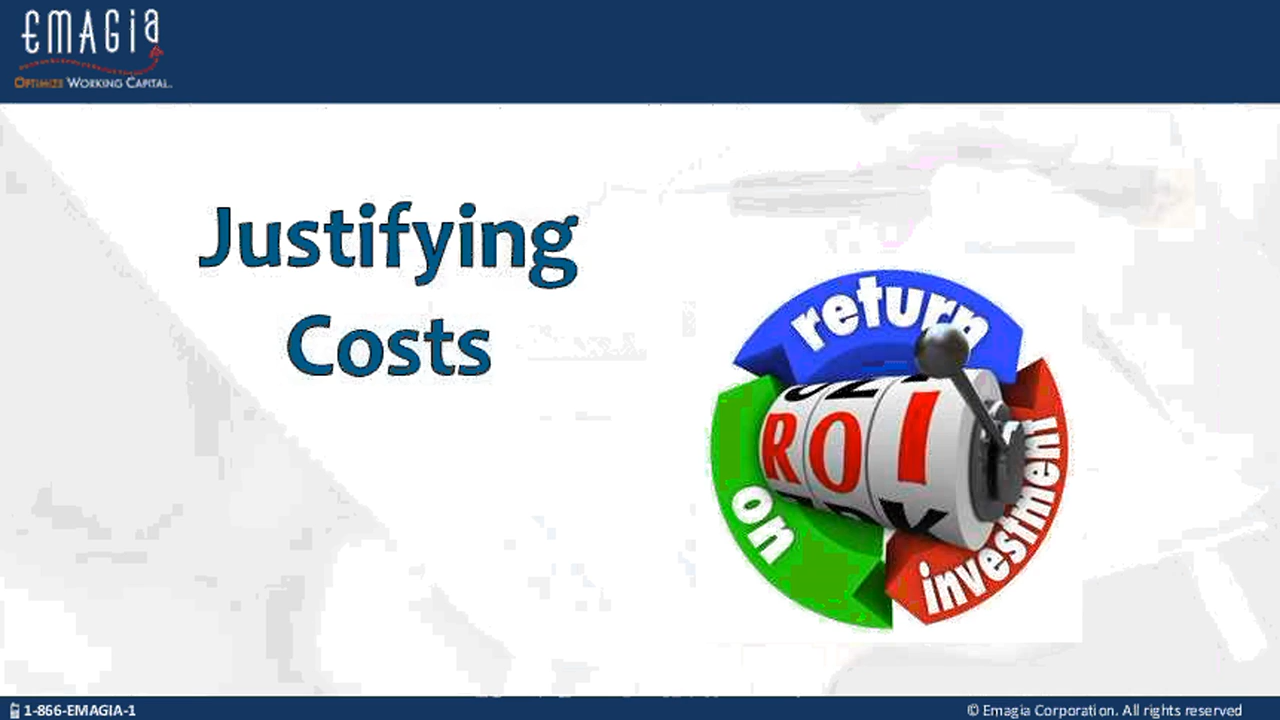 EMAGIA
OPTIMIZE WORKING CAPITAL.
Justifying
Costs
return
on
investment
ROI
1-866-EMAGIA-1
© Emagia Corporation. All rights reserved